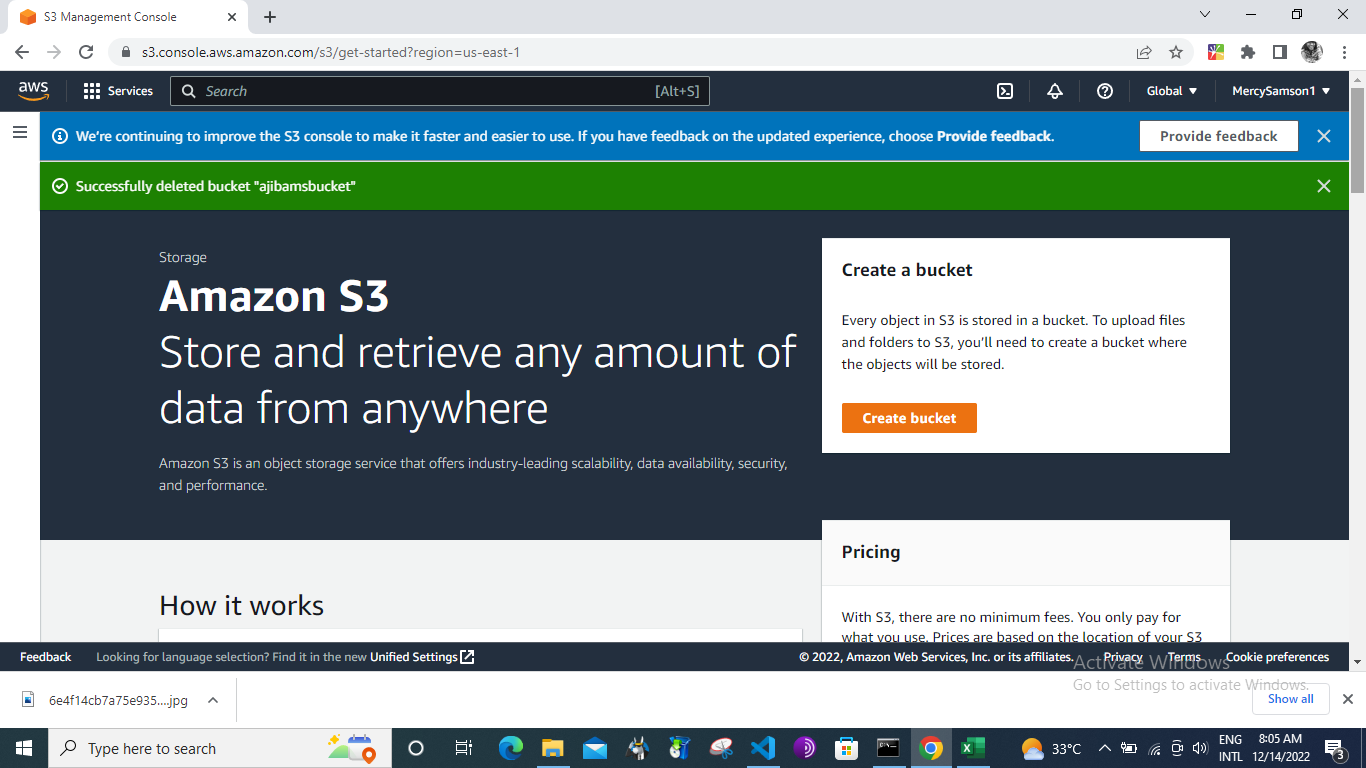 S3 Management Console
s3.console.aws.amazon.com/s3/get-started?region=us-east-1
aws
Services
Search
[Alt+S]
Global
MercySamson1
We're continuing to improve the S3 console to make it faster and easier to use. If you have feedback on the updated experience, choose Provide feedback.
Provide feedback
Successfully deleted bucket "ajibamsbucket"
Storage
Amazon S3
Store and retrieve any amount of
data from anywhere
Amazon S3 is an object storage service that offers industry-leading scalability, data availability, security,
and performance.
Create a bucket
Every object in S3 is stored in a bucket. To upload files
and folders to S3, you'll need to create a bucket where
the objects will be stored.
Create bucket
Pricing
With S3, there are no minimum fees. You only pay for
what you use. Prices are based on the location of your S3
How it works
Feedback
Looking for language selection? Find it in the new Unified Settings
© 2022, Amazon Web Services, Inc. or its affiliates.
Privacy
Terms
Cookie preferences
Activate Windows
Go to Settings to activate Windows.
6e4f14cb7a75e935....jpg
Show all
Type here to search
33°C
ENG
INTL
8:05 AM
12/14/2022
3